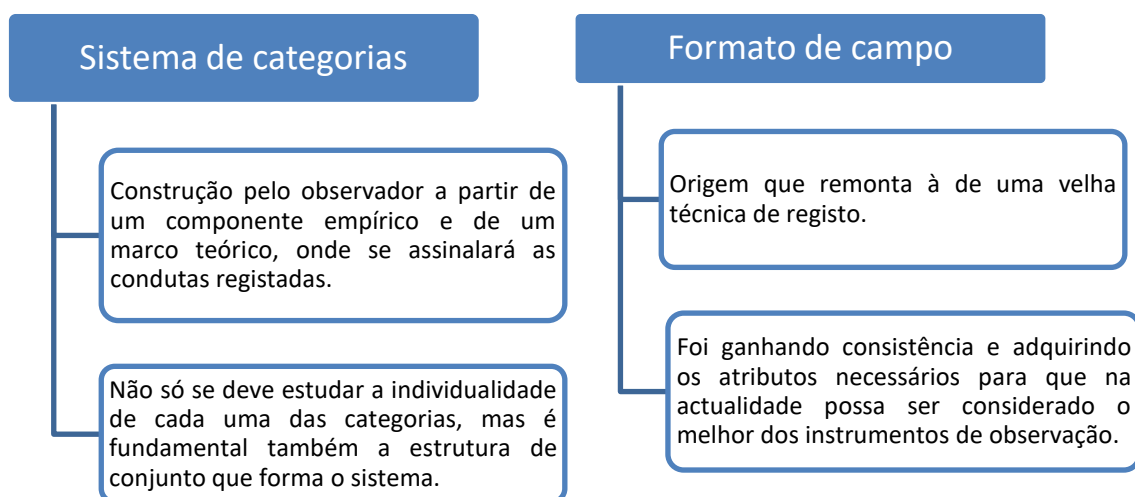 Sistema de categorias
Construção pelo observador a partir de
um componente empírico e de um
marco teórico, onde se assinalará as
condutas registadas.
Não só se deve estudar a individualidade
de cada uma das categorias, mas é
fundamental também a estrutura de
conjunto que forma o sistema.
Formato de campo
Origem que remonta à de uma velha
técnica de registo.
Foi ganhando consistência e adquirindo
os atributos necessários para que na
actualidade possa ser considerado o
melhor dos instrumentos de observação.